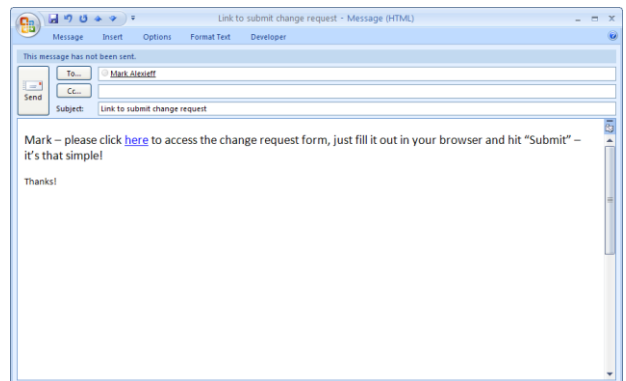 Link to submit change request - Message (HTML)
Message Insert Options Format Text Developer
This message has not been sent.
To... Mark Alexieff
Cc...
Send
Subject: Link to submit change request
Mark – please click here to access the change request form, just fill it out in your browser and hit “Submit” –
it’s that simple!
Thanks!